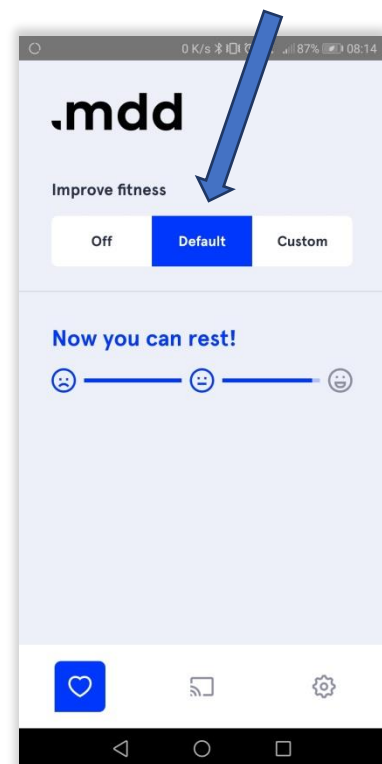 0 K/s 87% 08:14
.mdd
Improve fitness
Off Default Custom
Now you can rest!